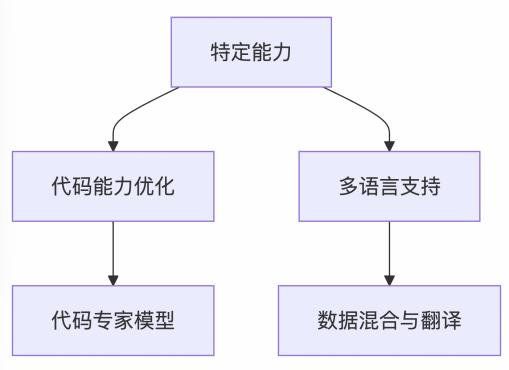 特定能力
代码能力优化
多语言支持
代码专家模型
数据混合与翻译